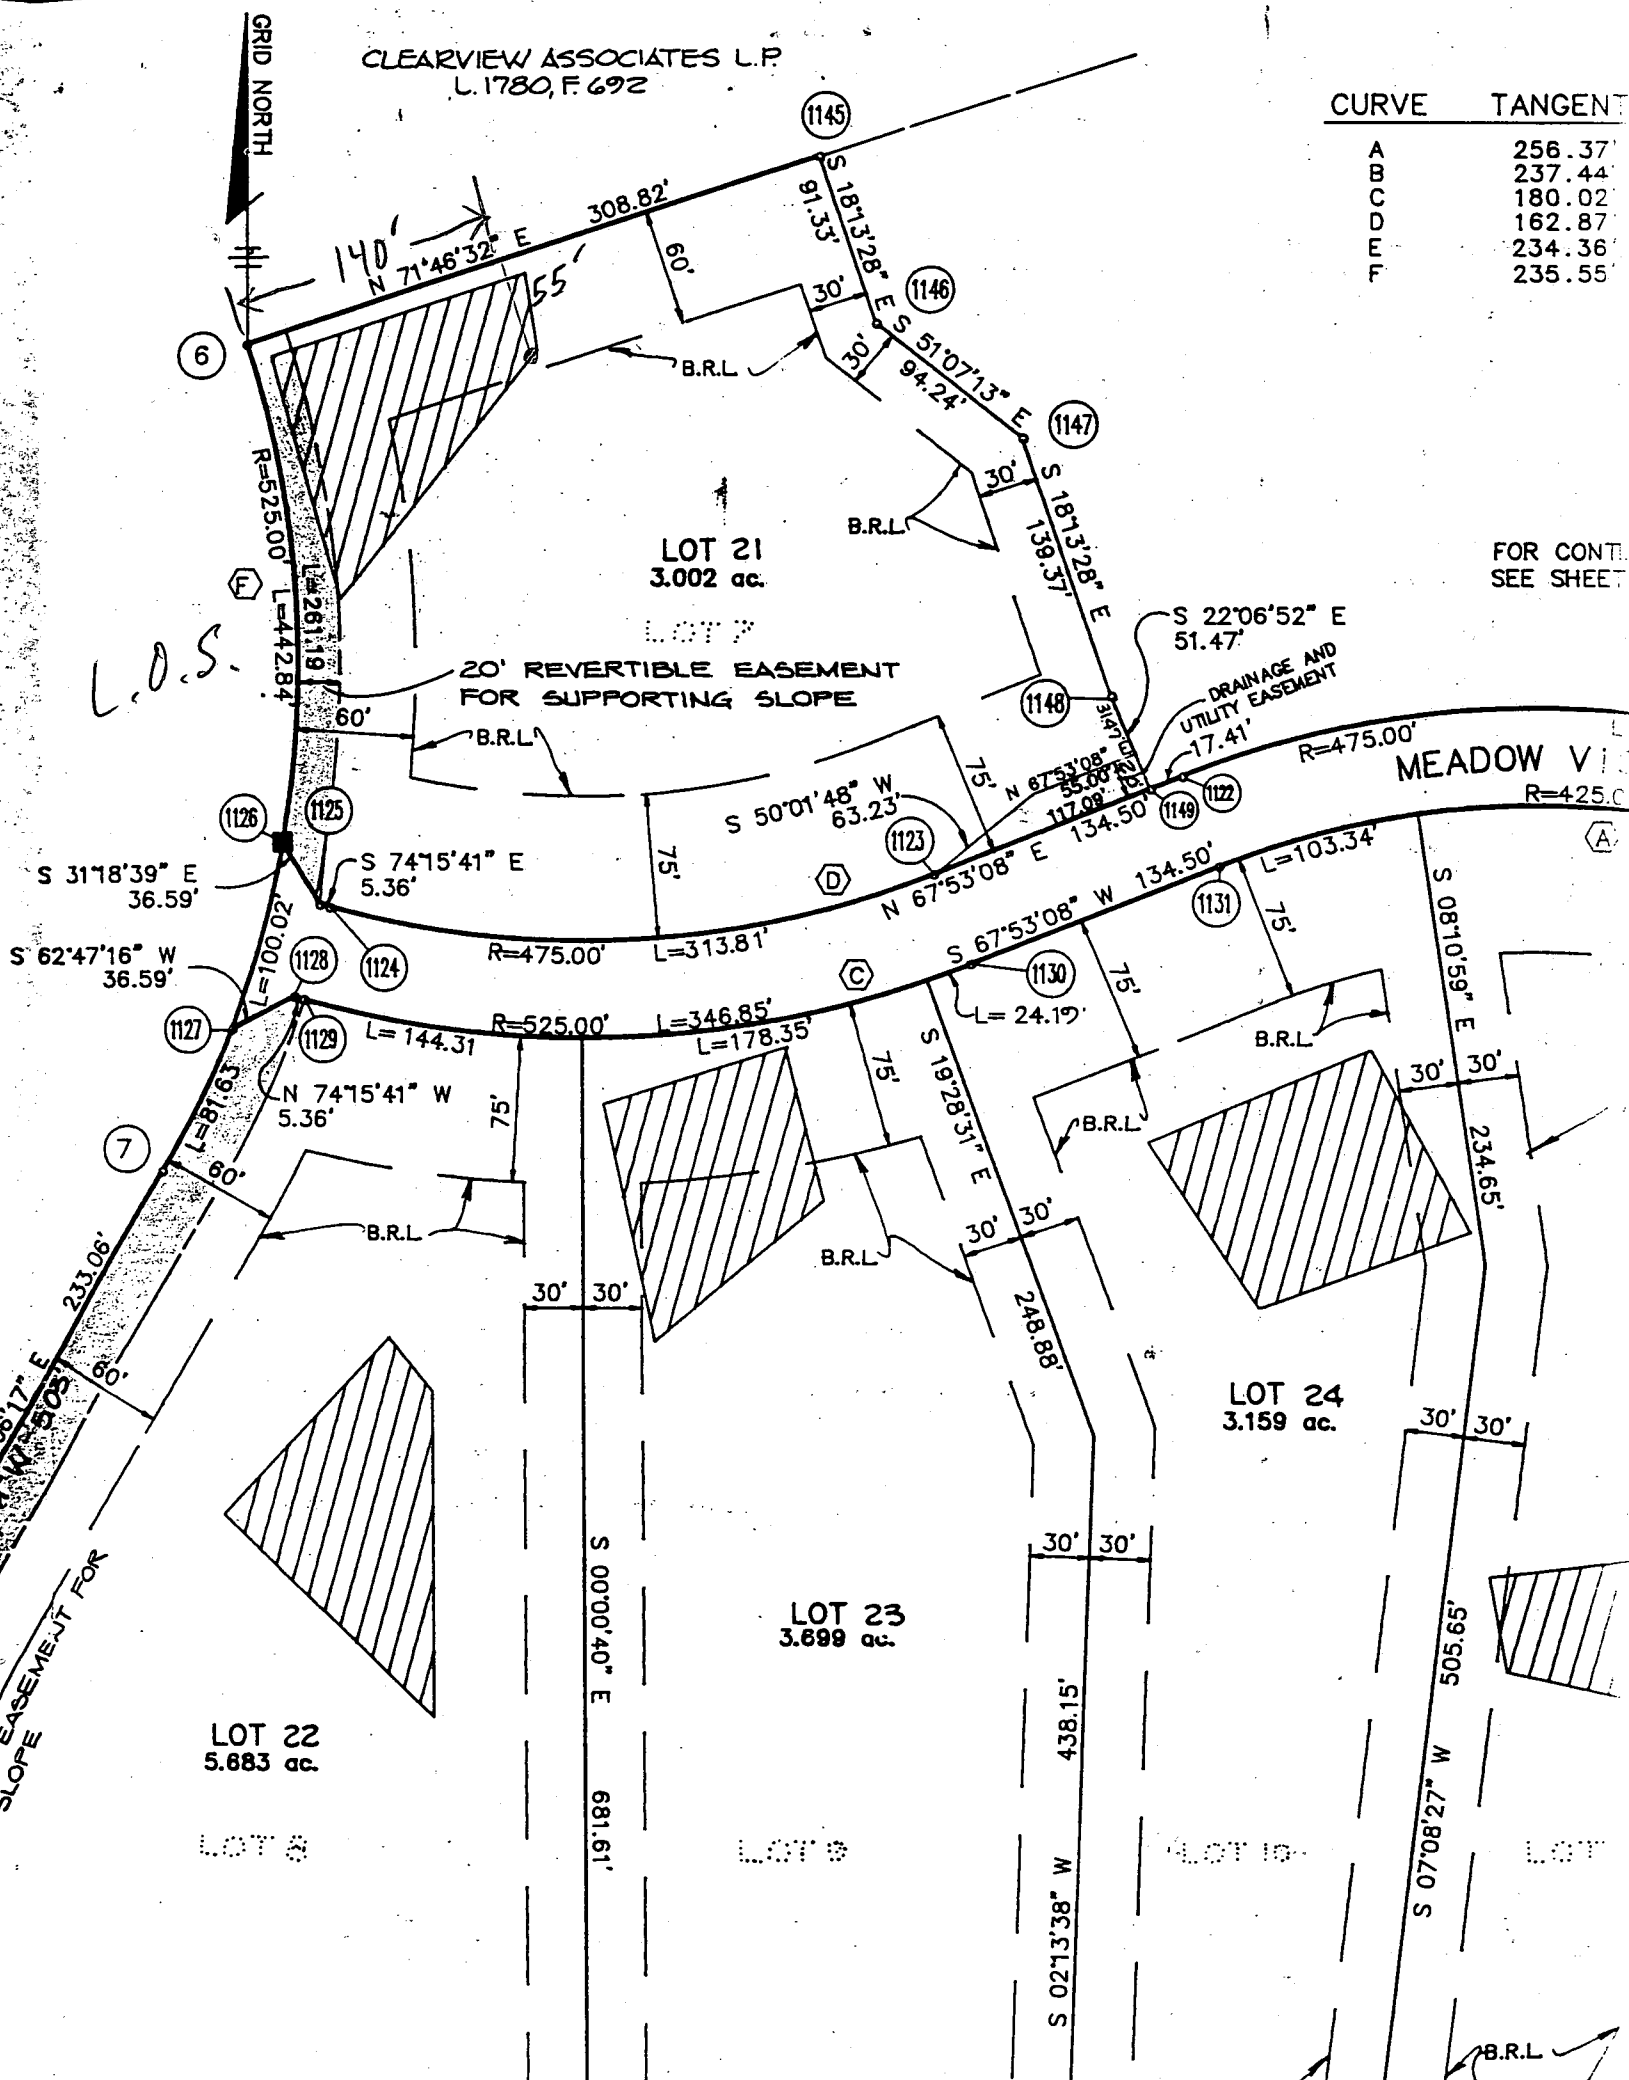 GRID NORTH
CLEARVIEW ASSOCIATES L.P.
L.1780, F.692
CURVE TANGENT
A 256.37'
B 237.44
C 180.02
D 162.87
E 234.36
F 235.55
1145
S 18°13'28" E
91.33'
308.82'
N 71°46'32" E
140'
55'
60'
30'
1146
S 51°07'13" E
94.24'
30'
6
B.R.L.
1147
S 18°13'28" E
139.37'
30'
B.R.L.
R=525.00'
L=442.84'
L=261.19'
F
LOT 21
3.002 ac.
LOT 7
L.O.S.
20' REVERTIBLE EASEMENT
FOR SUPPORTING SLOPE
FOR CONT
SEE SHEET
S 22°06'52" E
51.47'
DRAINAGE AND
UTILITY EASEMENT
1148
31.47'
17.41'
R=475.00'
MEADOW VI
R=425.0
A
60'
B.R.L.
75'
75'
S 50°01'48" W
63.23'
N 67°53'08"
55.00'
117.09'
134.50'
1149
1122
1123
N 67°53'08" E
D
1126
1125
S 31°18'39" E
36.59'
S 74°15'41" E
5.36'
L=100.02'
1124
R=475.00'
L=313.81'
S 67°53'08" W
134.50'
L=103.34'
1131
S 62°47'16" W
36.59'
1128
1127
1129
L=144.31
R=525.00'
L=346.85'
L=178.35'
C
1130
L=24.19'
75'
75'
S 08°10'59" E
234.65'
N 74°15'41" W
5.36'
L=81.63
7
75'
75'
S 19°28'31" E
248.88'
B.R.L.
B.R.L.
30' 30'
60'
B.R.L.
B.R.L.
30' 30'
233.06'
30' 30'
60'
LOT 24
3.159 ac.
30' 30'
30' 30'
S 00°00'40" E
681.61'
LOT 23
3.699 ac.
438.15'
S 02°13'38" W
505.65'
S 07°08'27" W
EASEMENT FOR
SLOPE
LOT 22
5.683 ac.
LOT 8
LOT 9
LOT 10
LOT
B.R.L.